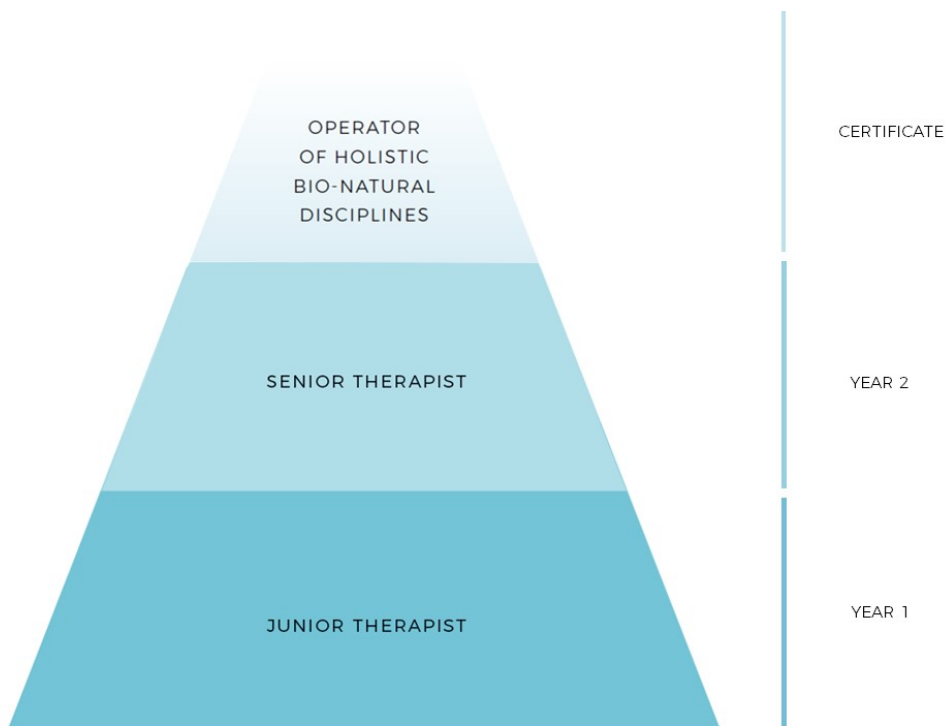 OPERATOR
OF HOLISTIC
BIO-NATURAL
DISCIPLINES
CERTIFICATE
SENIOR THERAPIST
YEAR 2
JUNIOR THERAPIST
YEAR 1